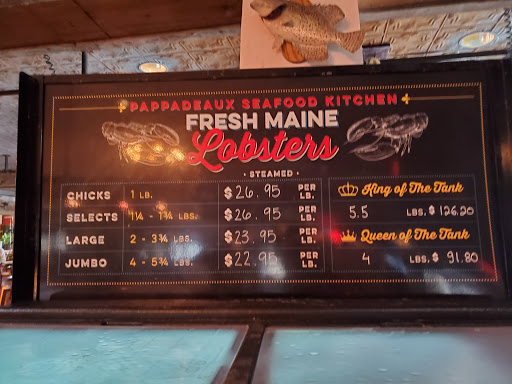 PAPPADEAUX SEAFOOD KITCHEN
FRESH MAINE
Lobsters
• STEAMED •
CHICKS 1 LB. $26.95 PER LB.
SELECTS 1¼ - 1¾ LBS. $26.95 PER LB.
LARGE 2 - 3¾ LBS. $23.95 PER LB.
JUMBO 4 - 5¾ LBS. $22.95 PER LB.
King of The Tank
5.5 LBS. $ 126.20
Queen of The Tank
4 LBS. $ 91.80